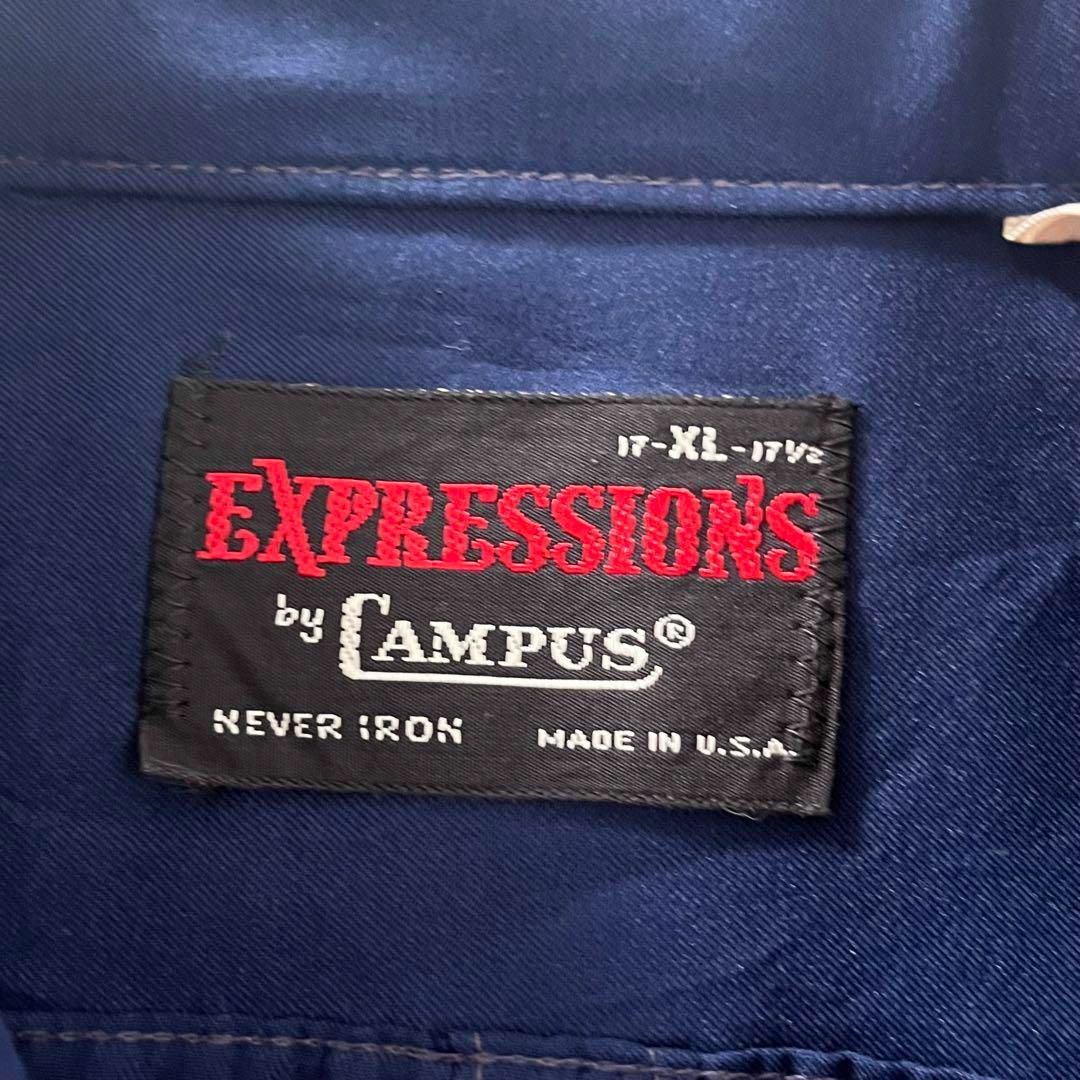 17-XL-17½
EXPRESSIONS
by CAMPUS®
NEVER IRON MADE IN U.S.A.